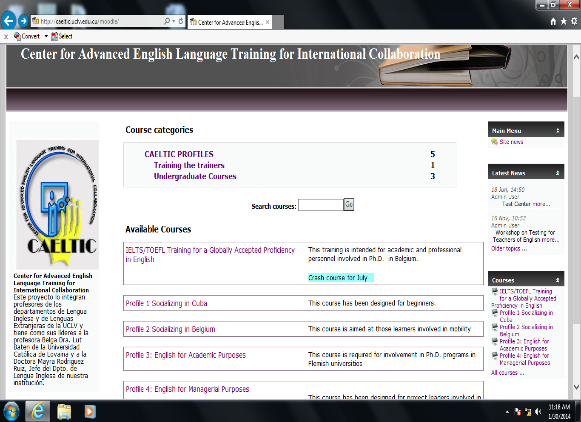 http://caeltic.uclv.edu.cu/moodle/
Center for Advanced Englis...
x Convert Select
Center for Advanced English Language Training for International Collaboration
CAELTIC
Center for Advanced English
Language Training for
International Collaboration
Este proyecto lo integran
profesores de los
departamentos de Lengua
Inglesa y de Lenguas
Extranjeras de la UCLV y
tiene como sus líderes a la
profesora Belga Dra. Lut
Baten de la Universidad
Católica de Lovaina y a la
Doctora Mayra Rodríguez
Ruiz, Jefe del Dpto. de
Lengua Inglesa de nuestra
institución.
Course categories
CAELTIC PROFILES 5
Training the trainers 1
Undergraduate Courses 3
Search courses: Go
Available Courses
IELTS/TOEFL Training for a Globally Accepted Proficiency
in English
This training is intended for academic and professional
personnel involved in Ph.D. in Belgium.
Crash course for July
Profile 1 Socializing in Cuba
This course has been designed for beginners.
Profile 2 Socializing in Belgium
This course is aimed at those learners involved in mobility
Profile 3: English for Academic Purposes
This course is required for involvement in Ph.D. programs in
Flemish universities
Profile 4: English for Managerial Purposes
This course has been designed for project leaders involved in
Main Menu
Site news
Latest News
18 Jun, 14:50
Admin User
Test Center more...
15 Nov, 10:52
Admin User
Workshop on Testing for
Teachers of English more...
Older topics ...
Courses
IELTS/TOEFL Training
for a Globally Accepted
Proficiency in English
Profile 1 Socializing in
Cuba
Profile 2 Socializing in
Belgium
Profile 3: English for
Academic Purposes
Profile 4: English for
Managerial Purposes
All courses ...
11:18 AM
1/30/2014